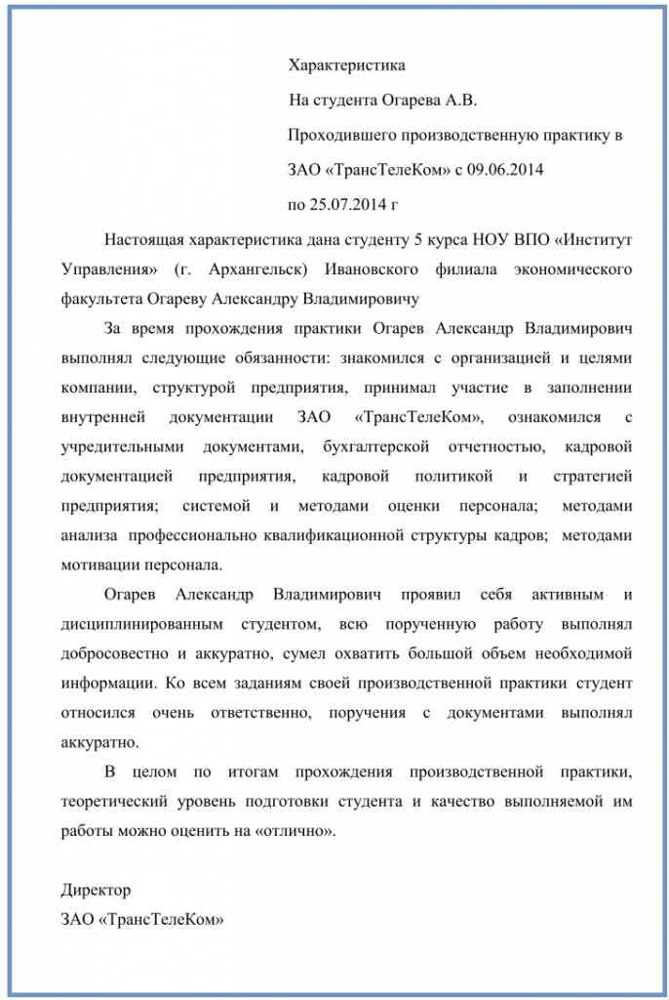 Характеристика
На студента Огарева А.В.
Проходившего производственную практику в
ЗАО «ТрансТелеКом» с 09.06.2014
по 25.07.2014 г
Настоящая характеристика дана студенту 5 курса НОУ ВПО «Институт
Управления» (г. Архангельск) Ивановского филиала экономического
факультета Огареву Александру Владимировичу
За время прохождения практики Огарев Александр Владимирович
выполнял следующие обязанности: знакомился с организацией и целями
компании, структурой предприятия, принимал участие в заполнении
внутренней документации ЗАО «ТрансТелеКом», ознакомился с
учредительными документами, бухгалтерской отчетностью, кадровой
документацией предприятия, кадровой политикой и стратегией
предприятия; системой и методами оценки персонала; методами
анализа профессионально квалификационной структуры кадров; методами
мотивации персонала.
Огарев Александр Владимирович проявил себя активным и
дисциплинированным студентом, всю порученную работу выполнял
добросовестно и аккуратно, сумел охватить большой объем необходимой
информации. Ко всем заданиям своей производственной практики студент
относился очень ответственно, поручения с документами выполнял
аккуратно.
В целом по итогам прохождения производственной практики,
теоретический уровень подготовки студента и качество выполняемой им
работы можно оценить на «отлично».
Директор
ЗАО «ТрансТелеКом»